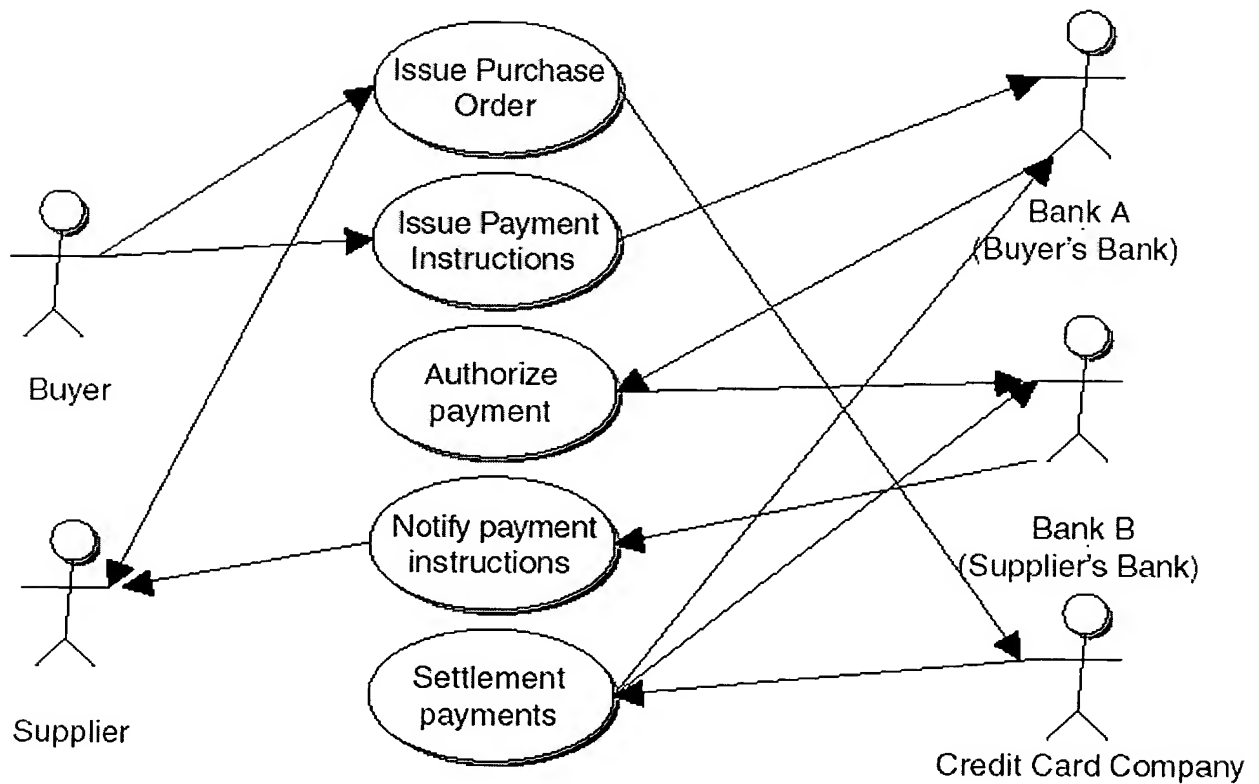 Issue Purchase
Order
Issue Payment
Instructions
Authorize
payment
Notify payment
instructions
Settlement
payments
Buyer
Supplier
Bank A
(Buyer's Bank)
Bank B
(Supplier's Bank)
Credit Card Company